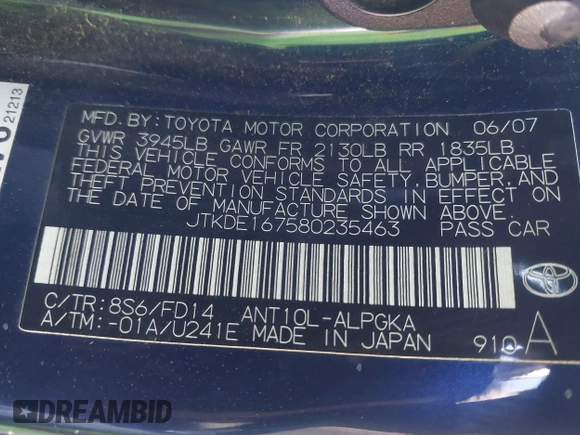 21213
MFD. BY: TOYOTA MOTOR CORPORATION 06/07
GVWR 3945LB GAWR FR 2130LB RR 1835LB
THIS VEHICLE CONFORMS TO ALL APPLICABLE
FEDERAL MOTOR VEHICLE SAFETY, BUMPER, AND
THEFT PREVENTION STANDARDS IN EFFECT ON
THE DATE OF MANUFACTURE SHOWN ABOVE.
JTKDE167580235463 PASS CAR
C/TR: 8S6/FD14 ANT10L-ALPGKA
A/TM: -01A/U241E MADE IN JAPAN 910 A
DREAMBID